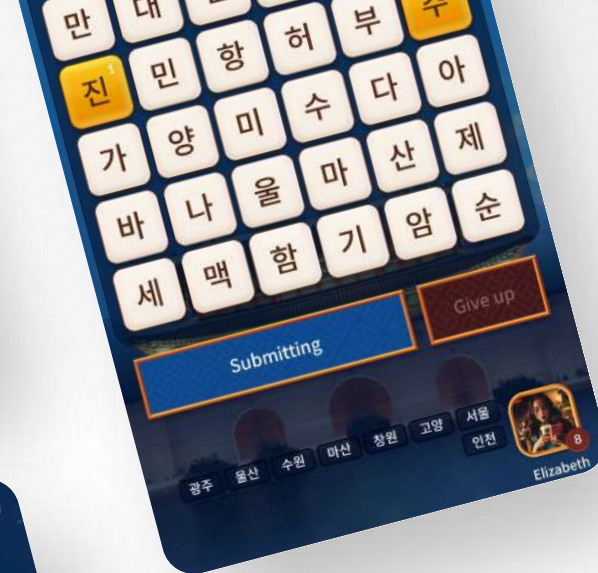 만 대
진 1 민 항 허 부 주
가 양 미 수 다 아
바 나 울 마 산 제
세 맥 함 기 암 순
Submitting
Give up
광주 울산 수원 마산 창원 고양 서울
인천
8
Elizabeth